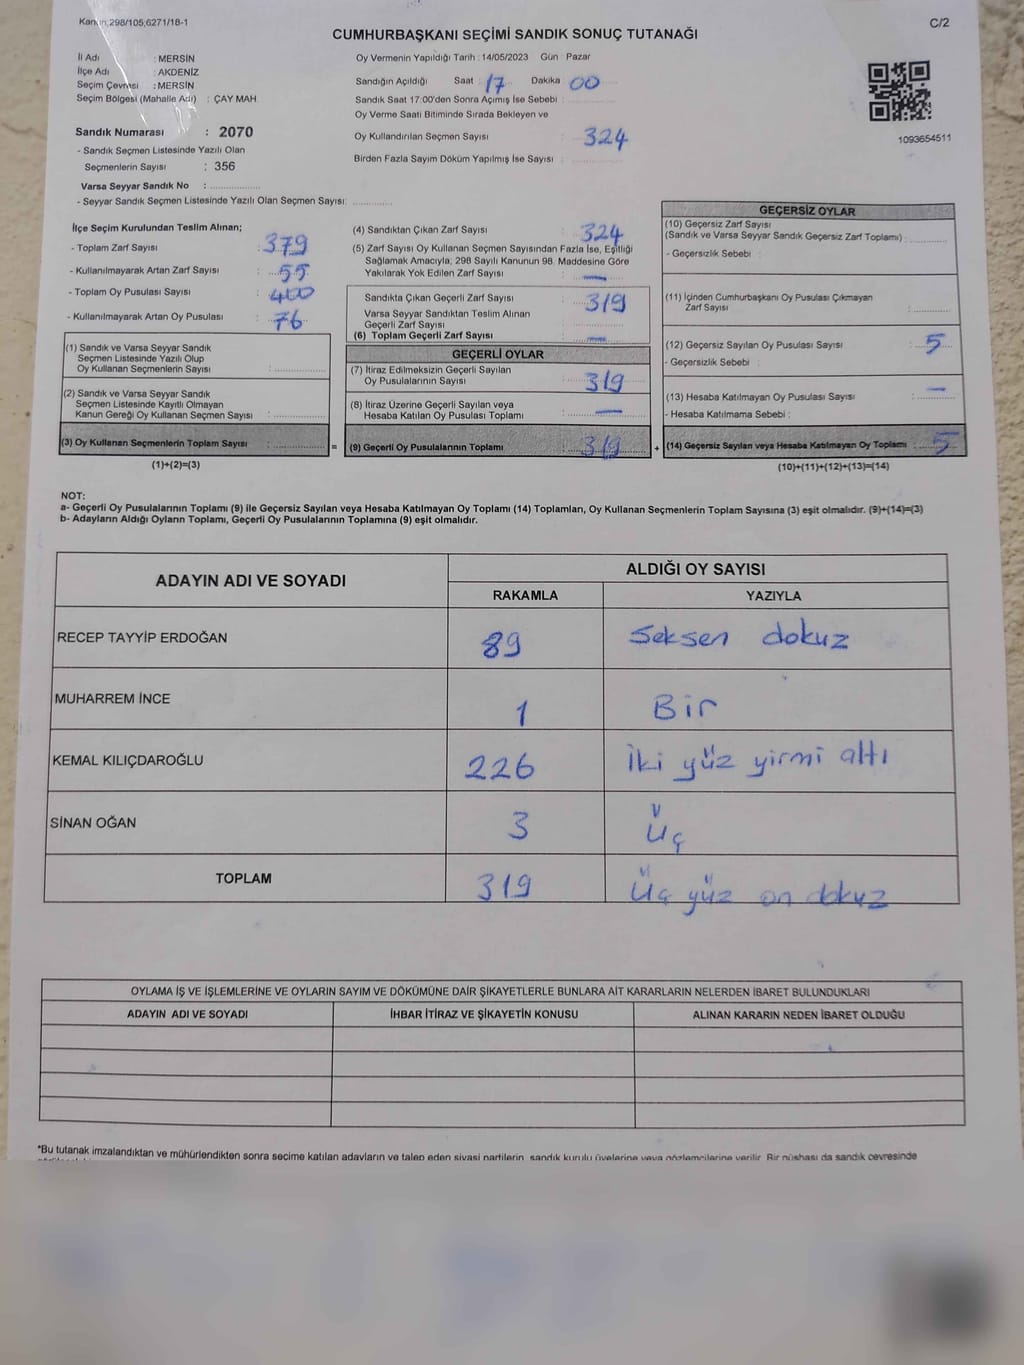 Kanun;298/105;6271/18-1
C/2
CUMHURBAŞKANI SEÇİMİ SANDIK SONUÇ TUTANAĞI
İl Adı : MERSİN
İlçe Adı : AKDENİZ
Seçim Çevresi : MERSİN
Seçim Bölgesi (Mahalle Adı) : ÇAY MAH.
Sandık Numarası : 2070
- Sandık Seçmen Listesinde Yazılı Olan
Seçmenlerin Sayısı : 356
Varsa Seyyar Sandık No :
- Seyyar Sandık Seçmen Listesinde Yazılı Olan Seçmen Sayısı:
Oy Vermenin Yapıldığı Tarih : 14/05/2023 Gün : Pazar
Sandığın Açıldığı Saat : 17 Dakika : 00
Sandık Saat 17:00'den Sonra Açımış İse Sebebi :
Oy Verme Saati Bitiminde Sırada Bekleyen ve
Oy Kullandırılan Seçmen Sayısı : 324
Birden Fazla Sayım Döküm Yapılmış İse Sayısı :
1093654511
İlçe Seçim Kurulundan Teslim Alınan;
- Toplam Zarf Sayısı : 379
- Kullanılmayarak Artan Zarf Sayısı : 55
- Toplam Oy Pusulası Sayısı : 400
- Kullanılmayarak Artan Oy Pusulası : 76
(1) Sandık ve Varsa Seyyar Sandık
Seçmen Listesinde Yazılı Olup
Oy Kullanan Seçmenlerin Sayısı :
(2) Sandık ve Varsa Seyyar Sandık
Seçmen Listesinde Kayıtlı Olmayan
Kanun Gereği Oy Kullanan Seçmen Sayısı :
(3) Oy Kullanan Seçmenlerin Toplam Sayısı : =
(1)+(2)=(3)
(4) Sandıktan Çıkan Zarf Sayısı : 324
(5) Zarf Sayısı Oy Kullanan Seçmen Sayısından Fazla İse, Eşitliği
Sağlamak Amacıyla; 298 Sayılı Kanunun 98. Maddesine Göre
Yakılarak Yok Edilen Zarf Sayısı : —
Sandıkta Çıkan Geçerli Zarf Sayısı : 319
Varsa Seyyar Sandıktan Teslim Alınan
Geçerli Zarf Sayısı :
(6) Toplam Geçerli Zarf Sayısı : —
GEÇERLİ OYLAR
(7) İtiraz Edilmeksizin Geçerli Sayılan
Oy Pusulalarının Sayısı : 319
(8) İtiraz Üzerine Geçerli Sayılan veya
Hesaba Katılan Oy Pusulası Toplamı : —
(9) Geçerli Oy Pusulalarının Toplamı : 319 +
GEÇERSİZ OYLAR
(10) Geçersiz Zarf Sayısı
(Sandık ve Varsa Seyyar Sandık Geçersiz Zarf Toplamı) :
- Geçersizlik Sebebi :
(11) İçinden Cumhurbaşkanı Oy Pusulası Çıkmayan
Zarf Sayısı :
(12) Geçersiz Sayılan Oy Pusulası Sayısı : 5
- Geçersizlik Sebebi :
(13) Hesaba Katılmayan Oy Pusulası Sayısı : —
- Hesaba Katılmama Sebebi :
(14) Geçersiz Sayılan veya Hesaba Katılmayan Oy Toplamı : 5
(10)+(11)+(12)+(13)=(14)
NOT:
a- Geçerli Oy Pusulalarının Toplamı (9) ile Geçersiz Sayılan veya Hesaba Katılmayan Oy Toplamı (14) Toplamları, Oy Kullanan Seçmenlerin Toplam Sayısına (3) eşit olmalıdır. (9)+(14)=(3)
b- Adayların Aldığı Oyların Toplamı, Geçerli Oy Pusulalarının Toplamına (9) eşit olmalıdır.
ADAYIN ADI VE SOYADI
ALDIĞI OY SAYISI
RAKAMLA YAZIYLA
RECEP TAYYİP ERDOĞAN 89 Seksen dokuz
MUHARREM İNCE 1 Bir
KEMAL KILIÇDAROĞLU 226 İki yüz yirmi altı
SİNAN OĞAN 3 Üç
TOPLAM 319 Üç yüz on dokuz
OYLAMA İŞ VE İŞLEMLERİNE VE OYLARIN SAYIM VE DÖKÜMÜNE DAİR ŞİKAYETLERLE BUNLARA AİT KARARLARIN NELERDEN İBARET BULUNDUKLARI
ADAYIN ADI VE SOYADI İHBAR İTİRAZ VE ŞİKAYETİN KONUSU ALINAN KARARIN NEDEN İBARET OLDUĞU
*Bu tutanak imzalandıktan ve mühürlendikten sonra seçime katılan adayların ve talep eden siyasi partilerin, sandık kurulu üyelerine veya gözlemcilerine verilir. Bir nüshası da sandık çevresinde